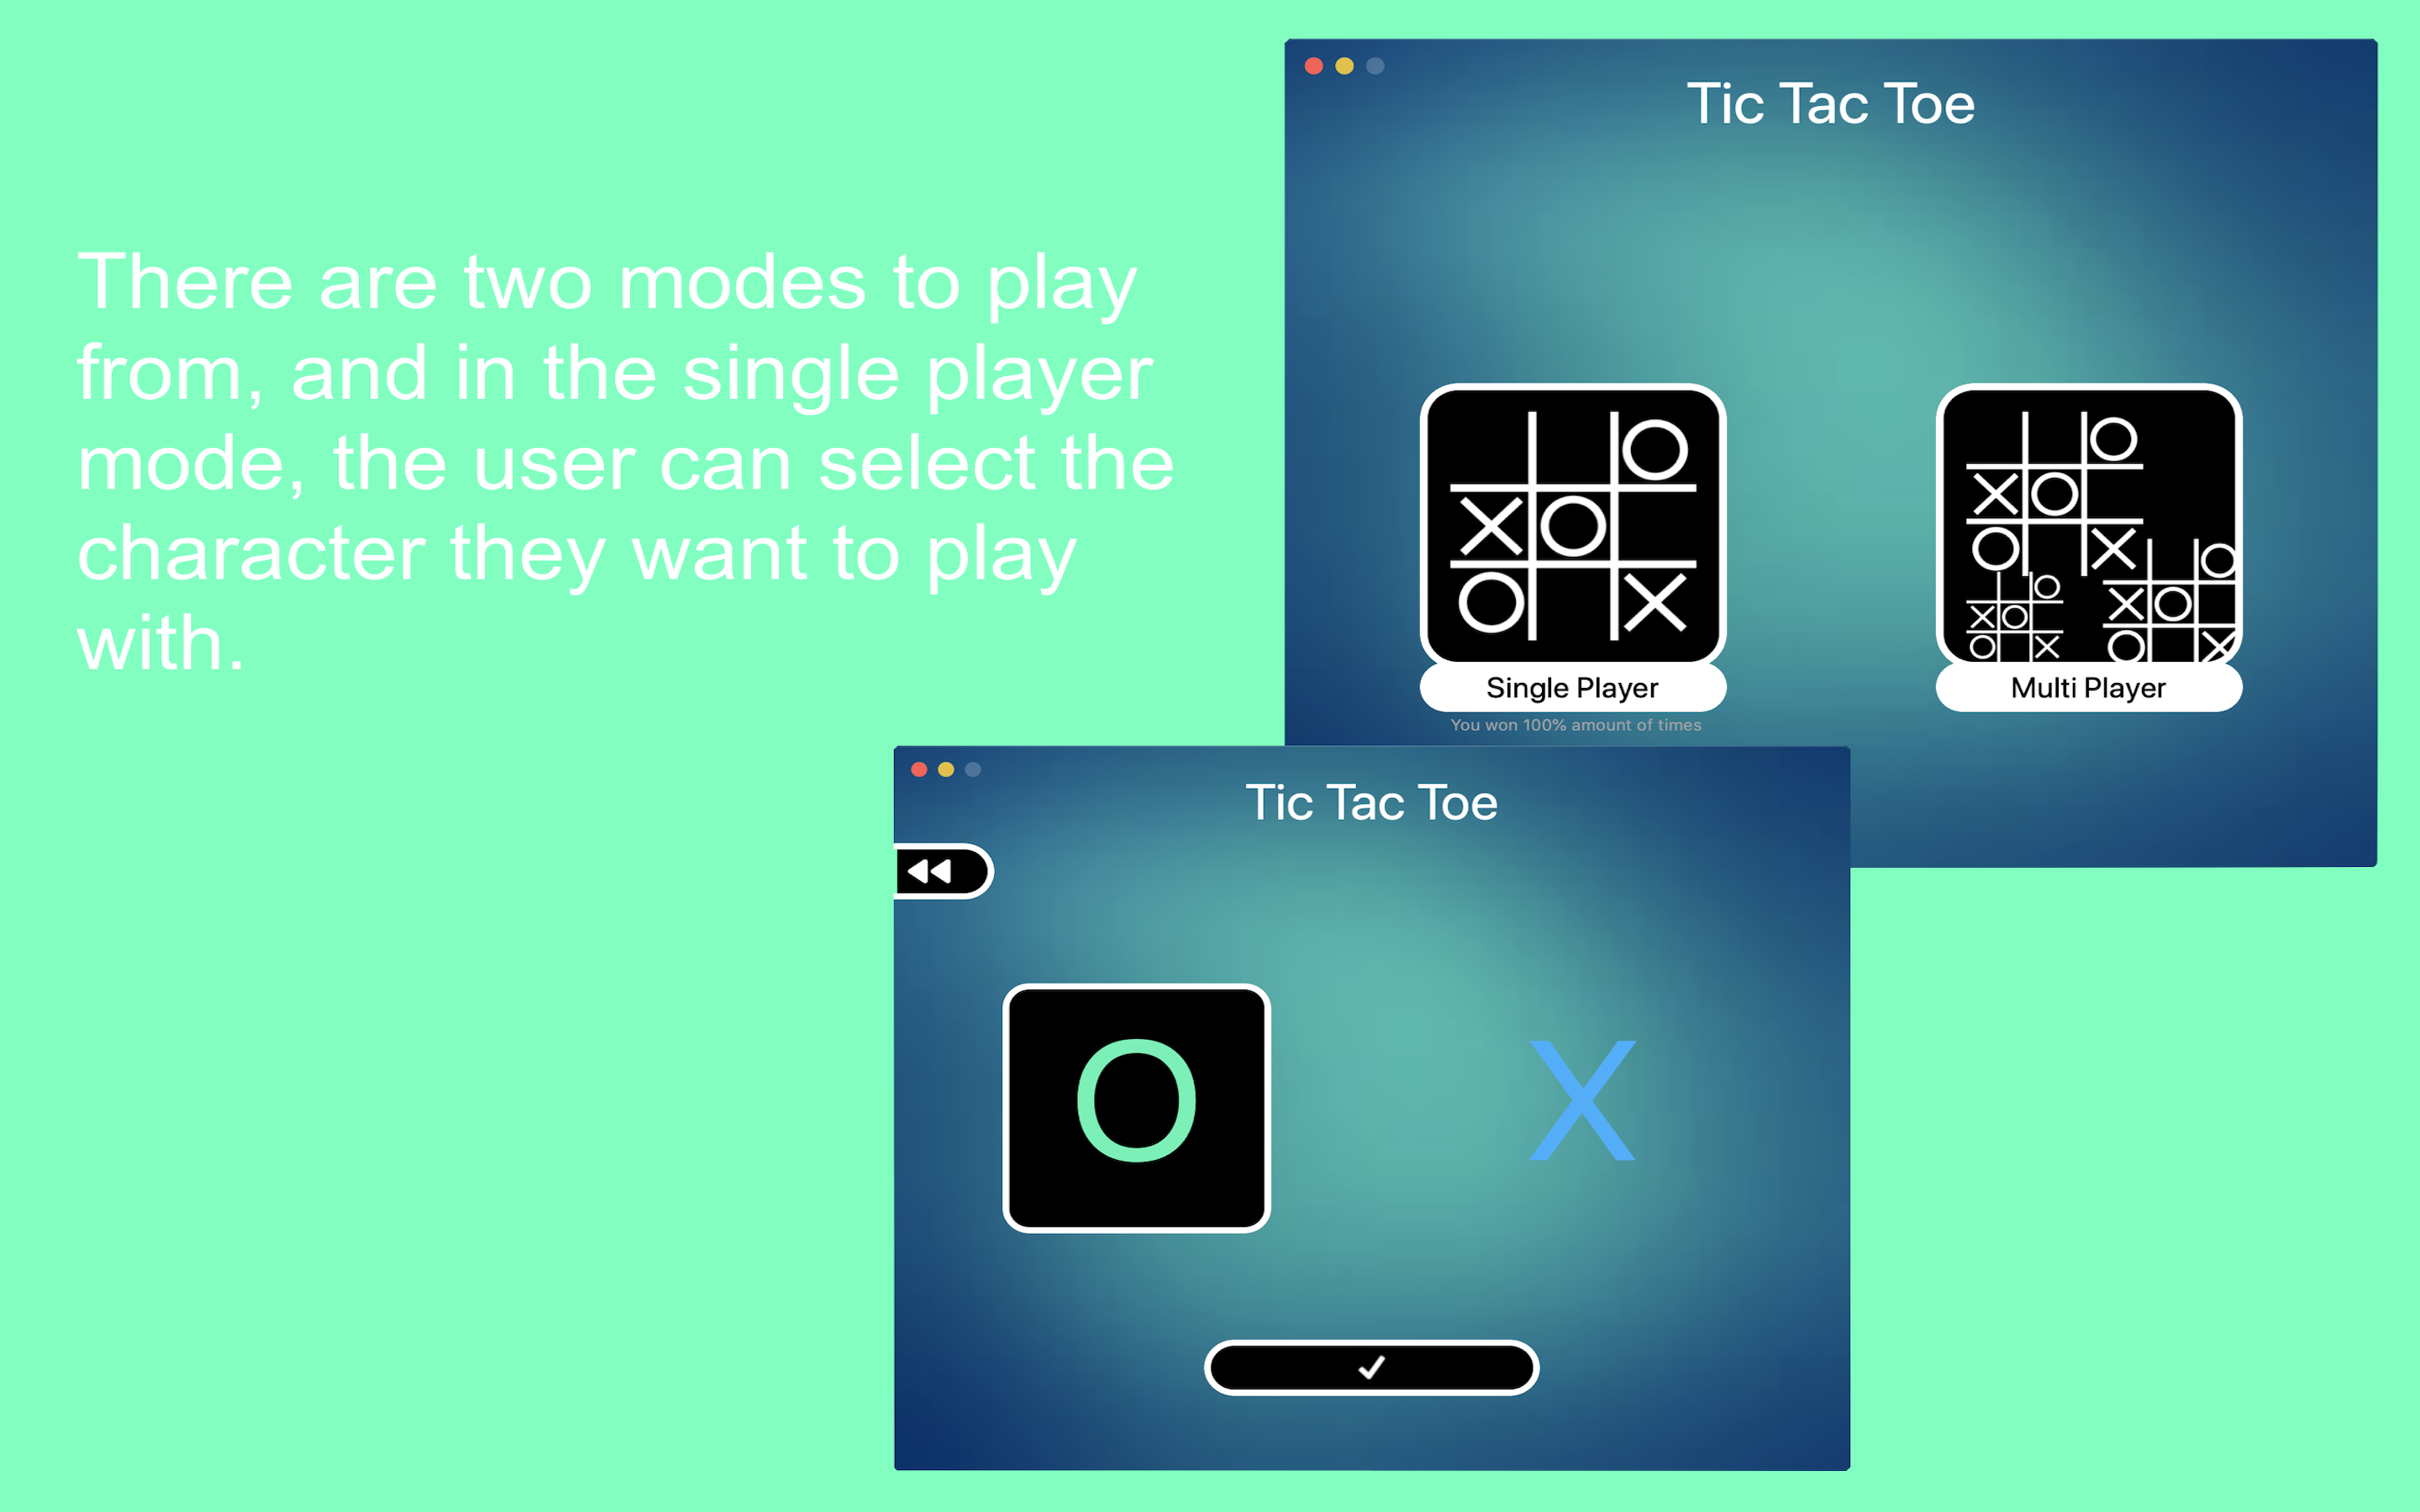 There are two modes to play
from, and in the single player
mode, the user can select the
character they want to play
with.
Tic Tac Toe
Single Player
You won 100% amount of times
Multi Player
Tic Tac Toe
O
X